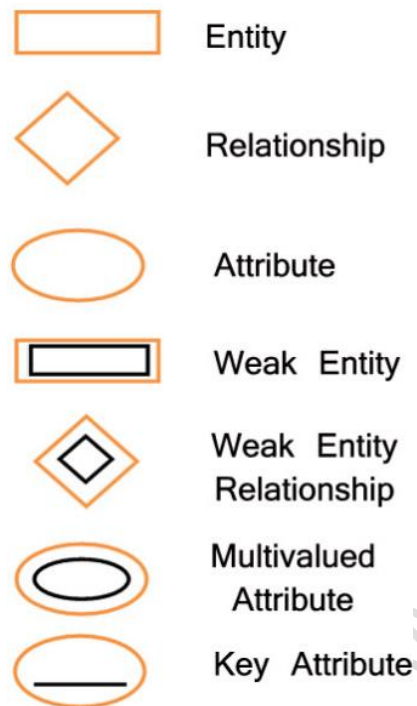 Entity
Relationship
Attribute
Weak Entity
Weak Entity
Relationship
Multivalued
Attribute
Key Attribute